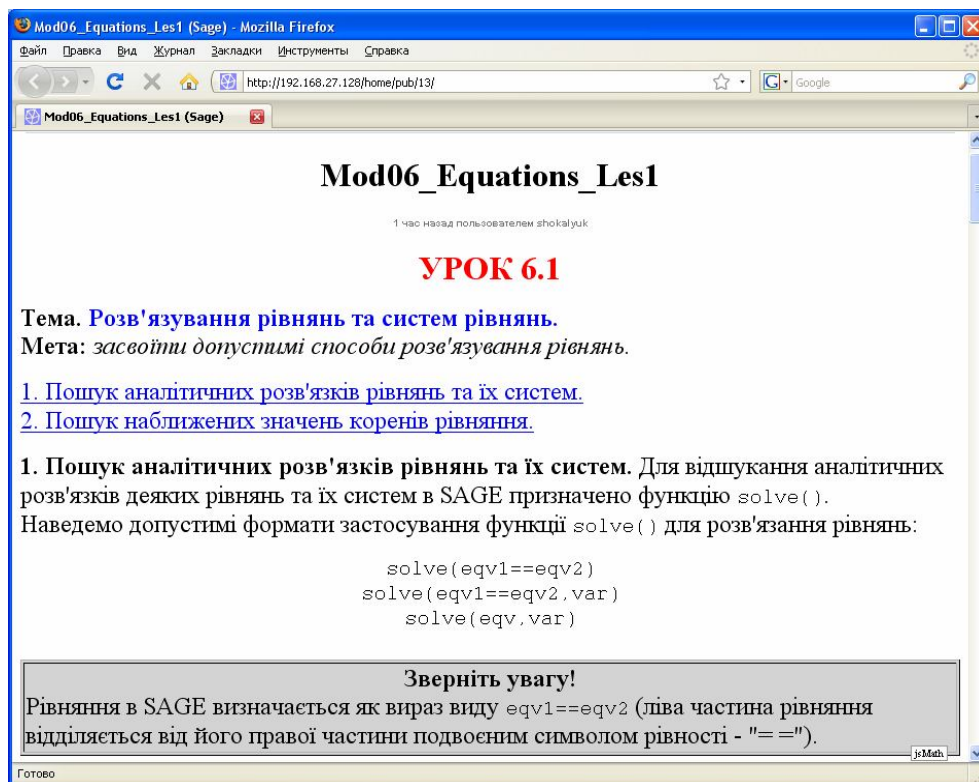 Mod06_Equations_Les1 (Sage) - Mozilla Firefox
Файл Правка Вид Журнал Закладки Инструменты Справка
http://192.168.27.128/home/pub/13/
G Google
Mod06_Equations_Les1 (Sage)
Mod06_Equations_Les1
1 час назад пользователем shokalyuk
УРОК 6.1
Тема. Розв'язування рівнянь та систем рівнянь.
Мета: засвоїти допустимі способи розв'язування рівнянь.
1. Пошук аналітичних розв'язків рівнянь та їх систем.
2. Пошук наближених значень коренів рівняння.
1. Пошук аналітичних розв'язків рівнянь та їх систем. Для відшукання аналітичних
розв'язків деяких рівнянь та їх систем в SAGE призначено функцію solve().
Наведемо допустимі формати застосування функції solve() для розв'язання рівнянь:
solve(eqv1==eqv2)
solve(eqv1==eqv2,var)
solve(eqv,var)
Зверніть увагу!
Рівняння в SAGE визначається як вираз виду eqv1==eqv2 (ліва частина рівняння
відділяється від його правої частини подвоєним символом рівності - "= =").
jsMath
Готово